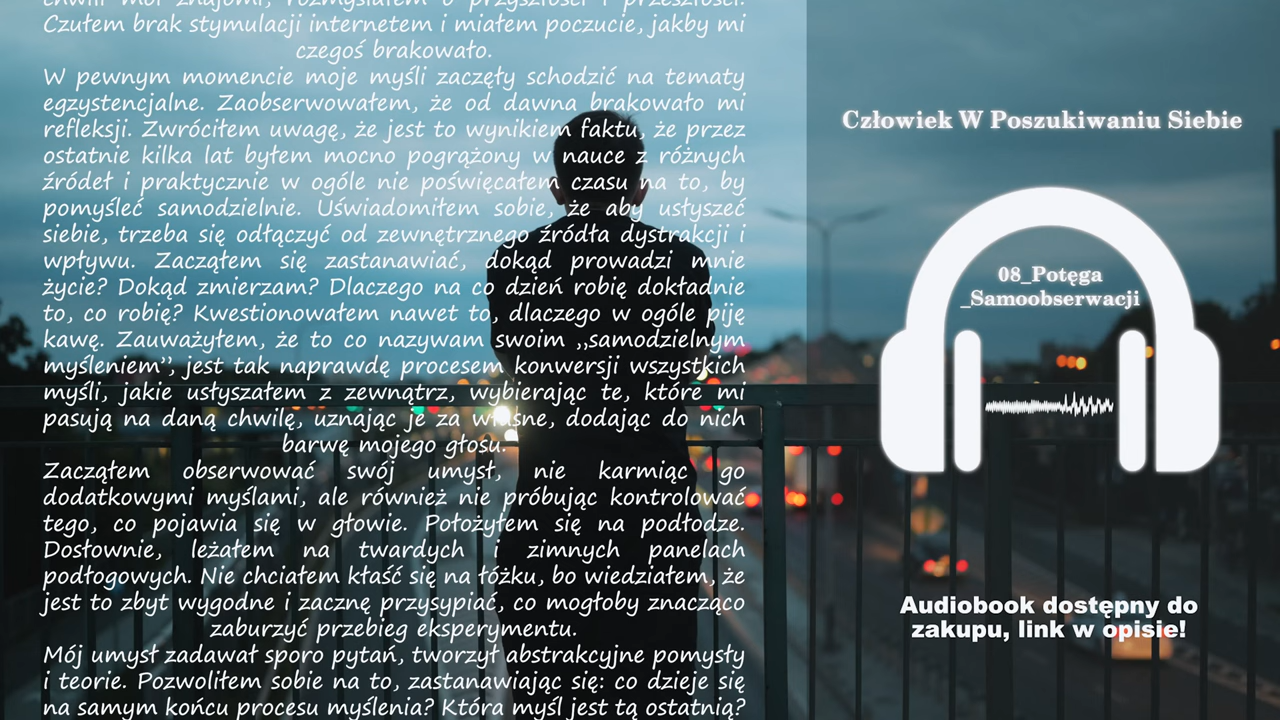 chwili moi znajomi, rozmyślałem o przyszłości i przeszłości.
Czułem brak stymulacji internetem i miałem poczucie, jakby mi
czegoś brakowało.
W pewnym momencie moje myśli zaczęły schodzić na tematy
egzystencjalne. Zaobserwowałem, że od dawna brakowało mi
refleksji. Zwróciłem uwagę, że jest to wynikiem faktu, że przez
ostatnie kilka lat byłem mocno pogrążony w nauce z różnych
źródeł i praktycznie w ogóle nie poświęcałem czasu na to, by
pomyśleć samodzielnie. Uświadomiłem sobie, że aby usłyszeć
siebie, trzeba się odłączyć od zewnętrznego źródła dystrakcji i
wpływu. Zacząłem się zastanawiać, dokąd prowadzi mnie
życie? Dokąd zmierzam? Dlaczego na co dzień robię dokładnie
to, co robię? Kwestionowałem nawet to, dlaczego w ogóle piję
kawę. Zauważyłem, że to co nazywam swoim „samodzielnym
myśleniem”, jest tak naprawdę procesem konwersji wszystkich
myśli, jakie usłyszałem z zewnątrz, wybierając te, które mi
pasują na daną chwilę, uznając je za własne, dodając do nich
barwę mojego głosu.
Zacząłem obserwować swój umysł, nie karmiąc go
dodatkowymi myślami, ale również nie próbując kontrolować
tego, co pojawia się w głowie. Położyłem się na podłodze.
Dosłownie, leżałem na twardych i zimnych panelach
podłogowych. Nie chciałem kłaść się na łóżku, bo wiedziałem, że
jest to zbyt wygodne i zacznę przysypiać, co mogłoby znacząco
zaburzyć przebieg eksperymentu.
Mój umysł zadawał sporo pytań, tworzył abstrakcyjne pomysły
i teorie. Pozwoliłem sobie na to, zastanawiając się: co dzieje się
na samym końcu procesu myślenia? Która myśl jest tą ostatnią?
Człowiek W Poszukiwaniu Siebie
08_Potęga
_Samoobserwacji
Audiobook dostępny do
zakupu, link w opisie!